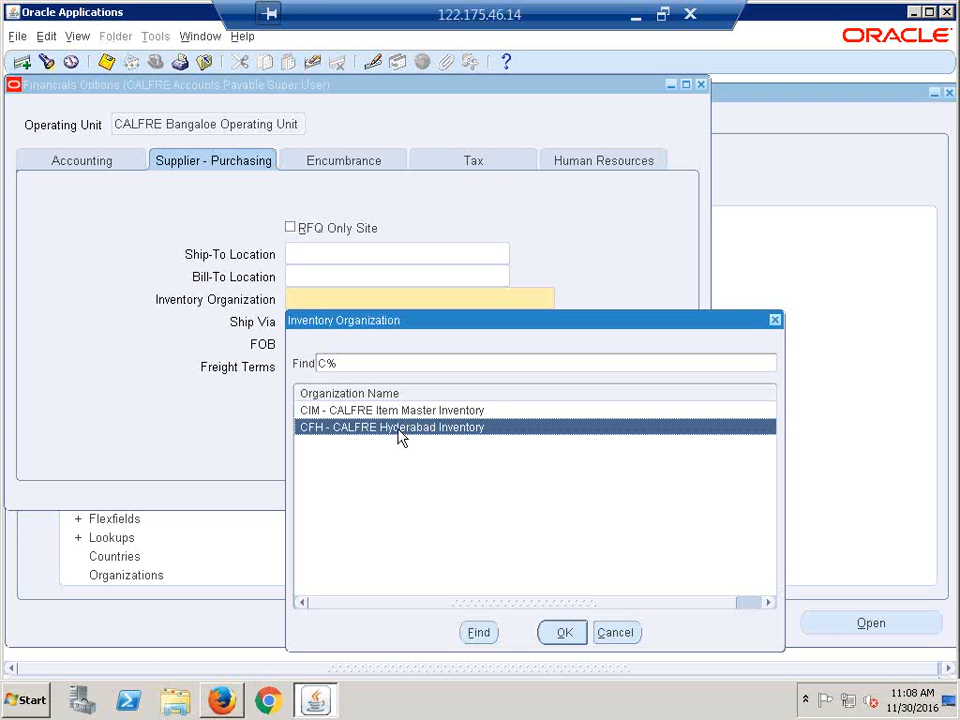 Oracle Applications
122.175.46.14
File Edit View Folder Tools Window Help
ORACLE
Financials Options (CALFRE Accounts Payable Super User)
Operating Unit CALFRE Bangaloe Operating Unit
Accounting Supplier - Purchasing Encumbrance Tax Human Resources
RFQ Only Site
Ship-To Location
Bill-To Location
Inventory Organization
Ship Via
FOB
Freight Terms
Inventory Organization
Find C%
Organization Name
CIM - CALFRE Item Master Inventory
CFH - CALFRE Hyderabad Inventory
Find OK Cancel
+ Flexfields
+ Lookups
Countries
Organizations
Open
Start
11:08 AM
11/30/2016